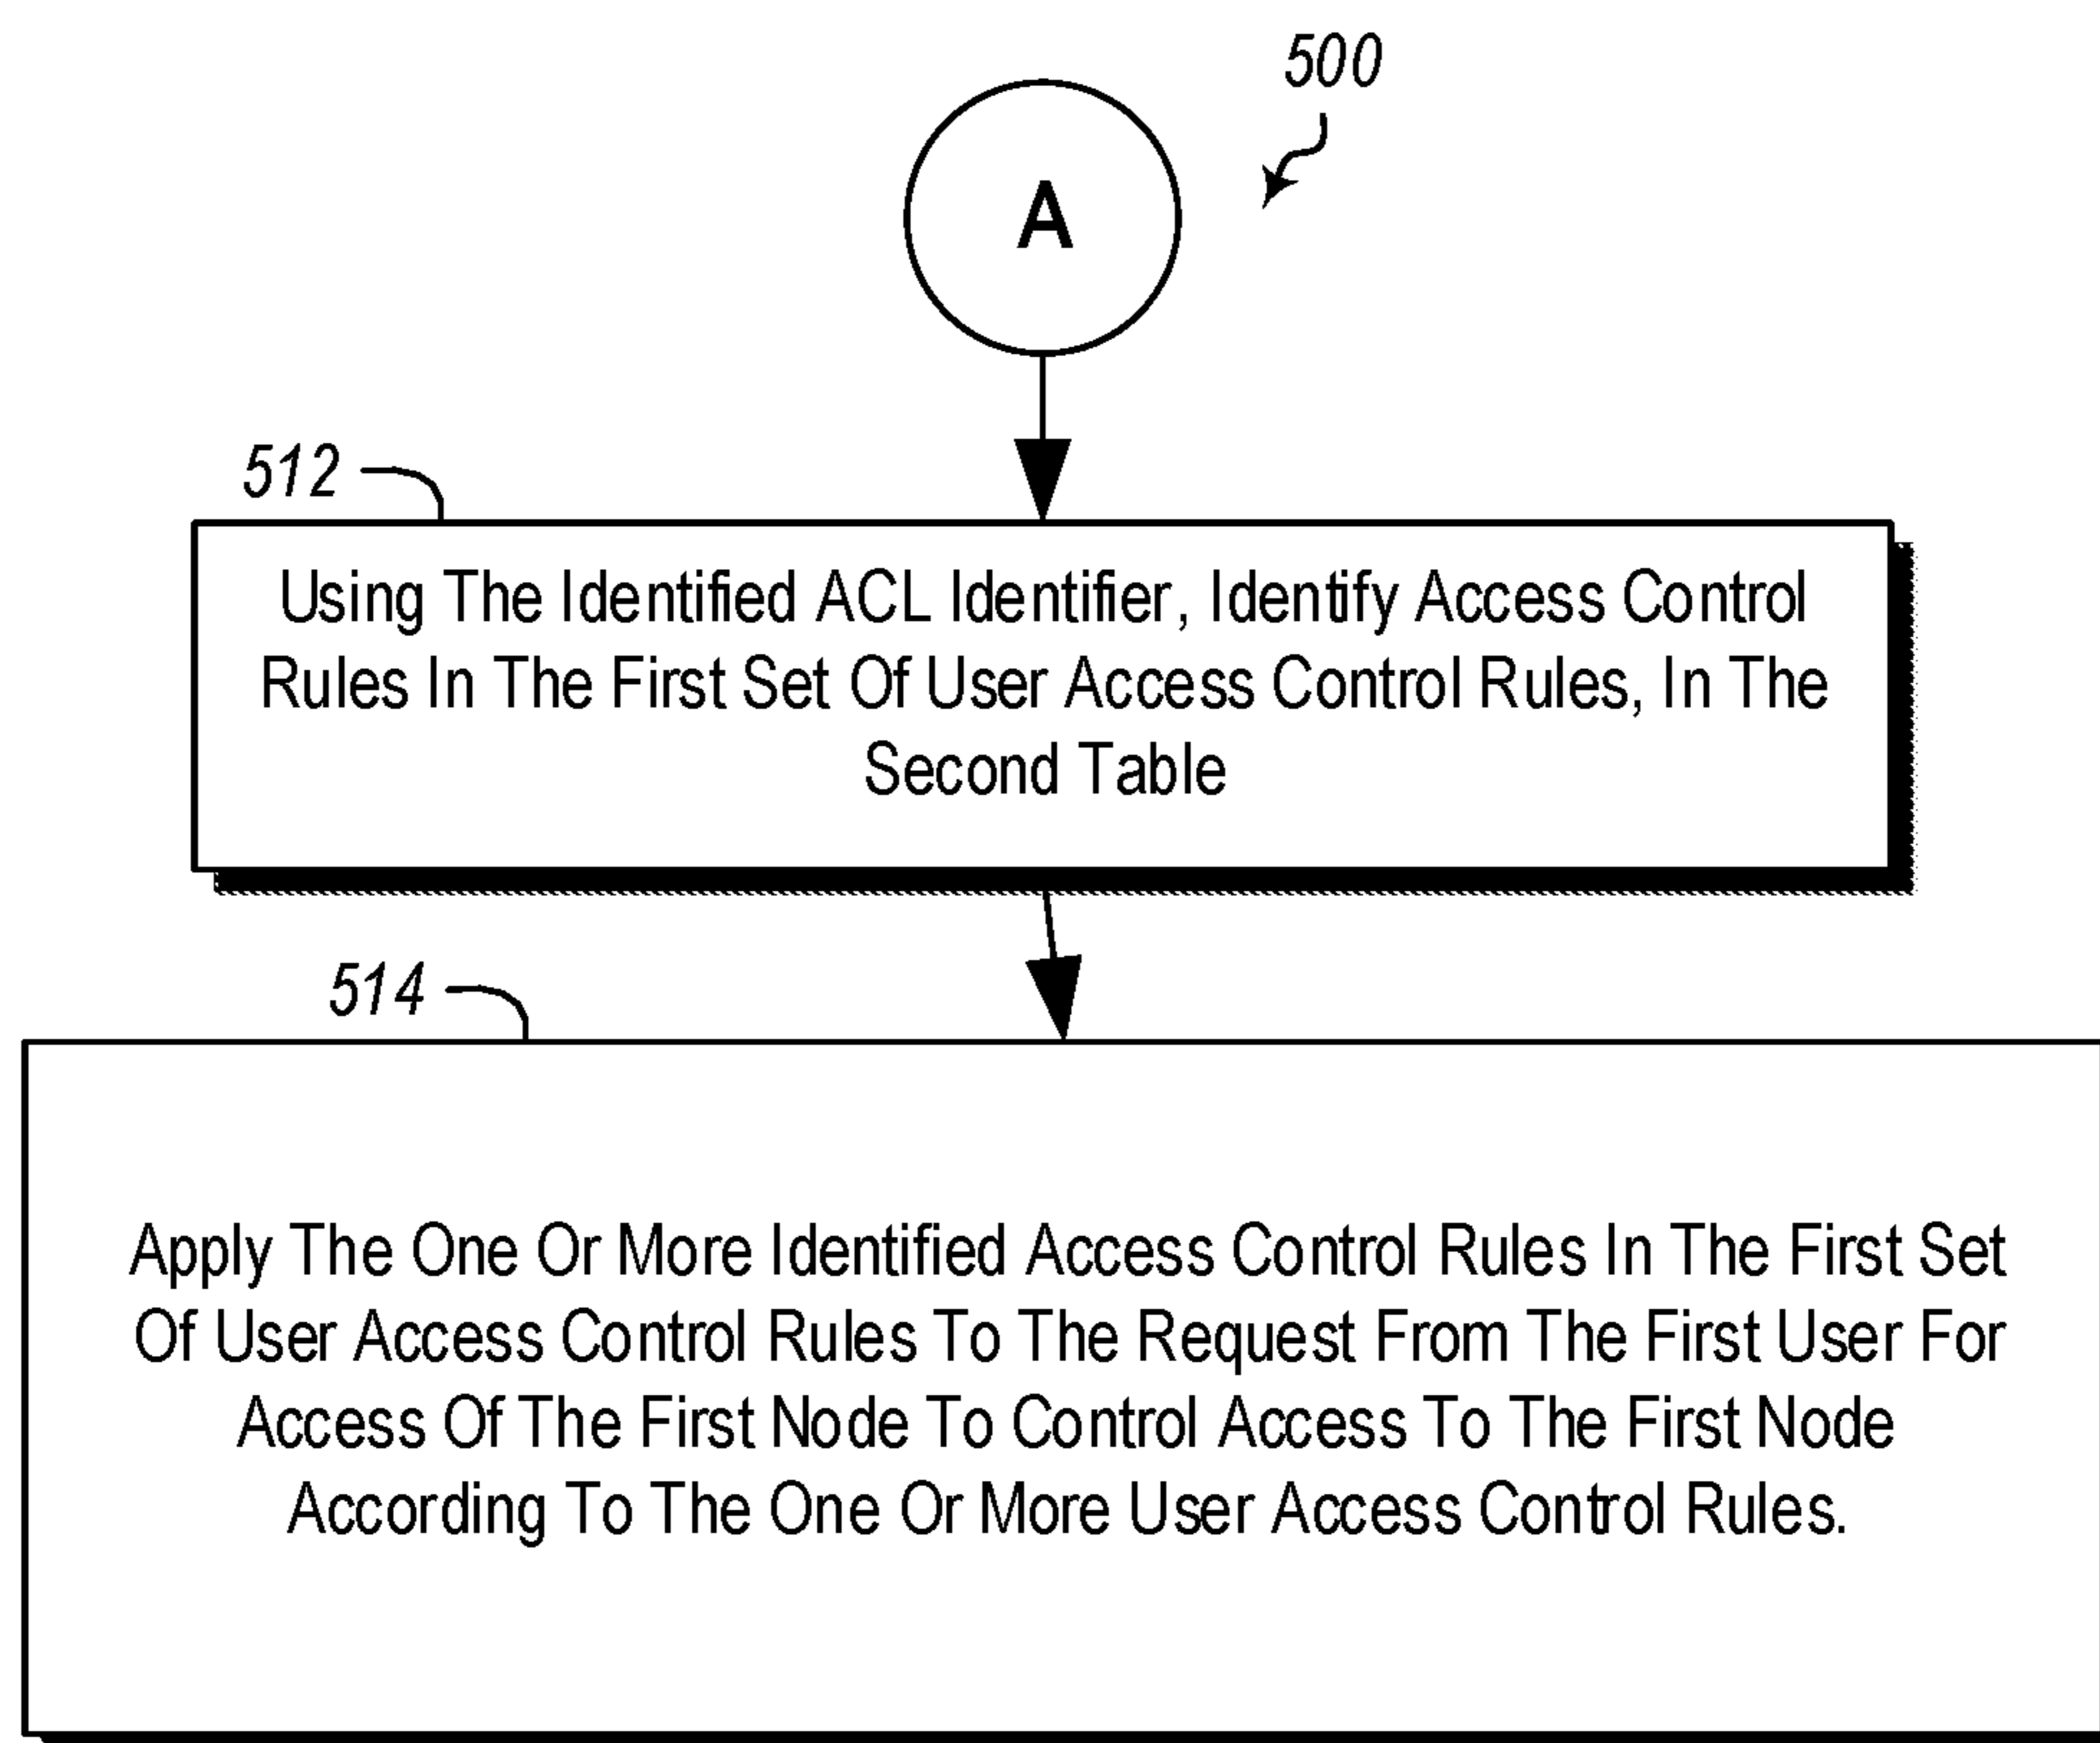 500
A
512
Using The Identified ACL Identifier, Identify Access Control
Rules In The First Set Of User Access Control Rules, In The
Second Table
514
Apply The One Or More Identified Access Control Rules In The First Set
Of User Access Control Rules To The Request From The First User For
Access Of The First Node To Control Access To The First Node
According To The One Or More User Access Control Rules.